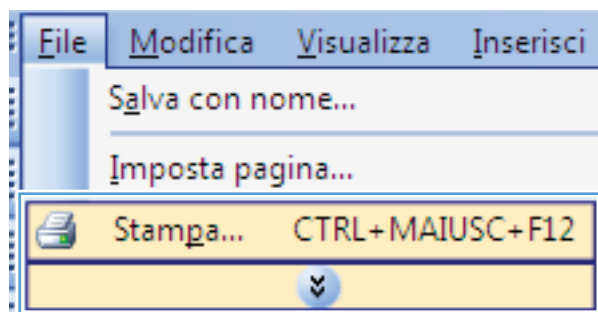 File Modifica Visualizza Inserisci
Salva con nome...
Imposta pagina...
Stampa... CTRL+MAIUSC+F12